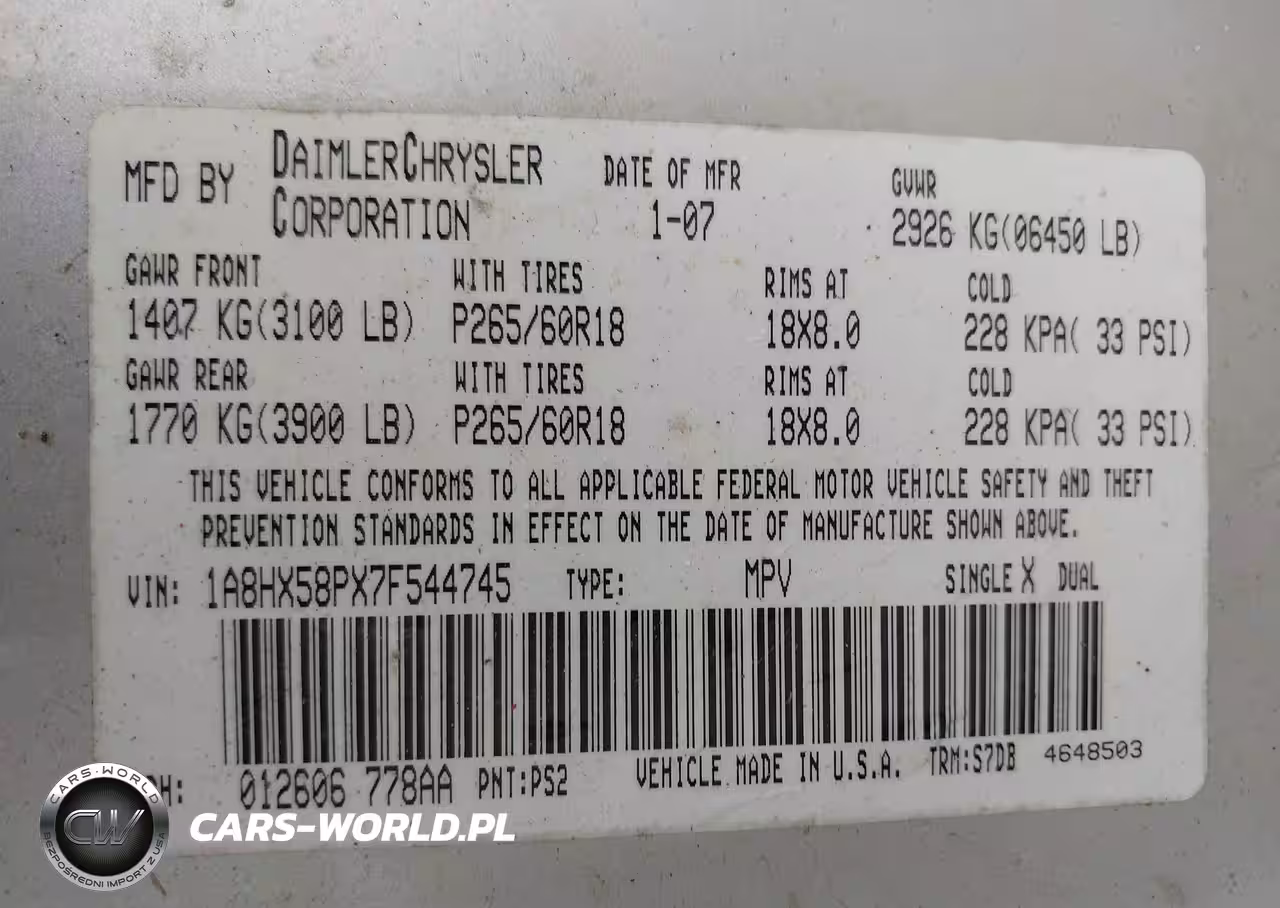 MFD BY DAIMLERCHRYSLER CORPORATION DATE OF MFR 1-07 GVWR 2926 KG(06450 LB)
GAWR FRONT WITH TIRES RIMS AT COLD
1407 KG(3100 LB) P265/60R18 18X8.0 228 KPA( 33 PSI)
GAWR REAR WITH TIRES RIMS AT COLD
1770 KG(3900 LB) P265/60R18 18X8.0 228 KPA( 33 PSI)
THIS VEHICLE CONFORMS TO ALL APPLICABLE FEDERAL MOTOR VEHICLE SAFETY AND THEFT
PREVENTION STANDARDS IN EFFECT ON THE DATE OF MANUFACTURE SHOWN ABOVE.
VIN: 1A8HX58PX7F544745 TYPE: MPV SINGLE X DUAL
H: 012606 778AA PNT:PS2 VEHICLE MADE IN U.S.A. TRM:S7DB 4648503
CARS-WORLD
CW
BEZPOŚREDNI IMPORT Z USA
CARS-WORLD.PL